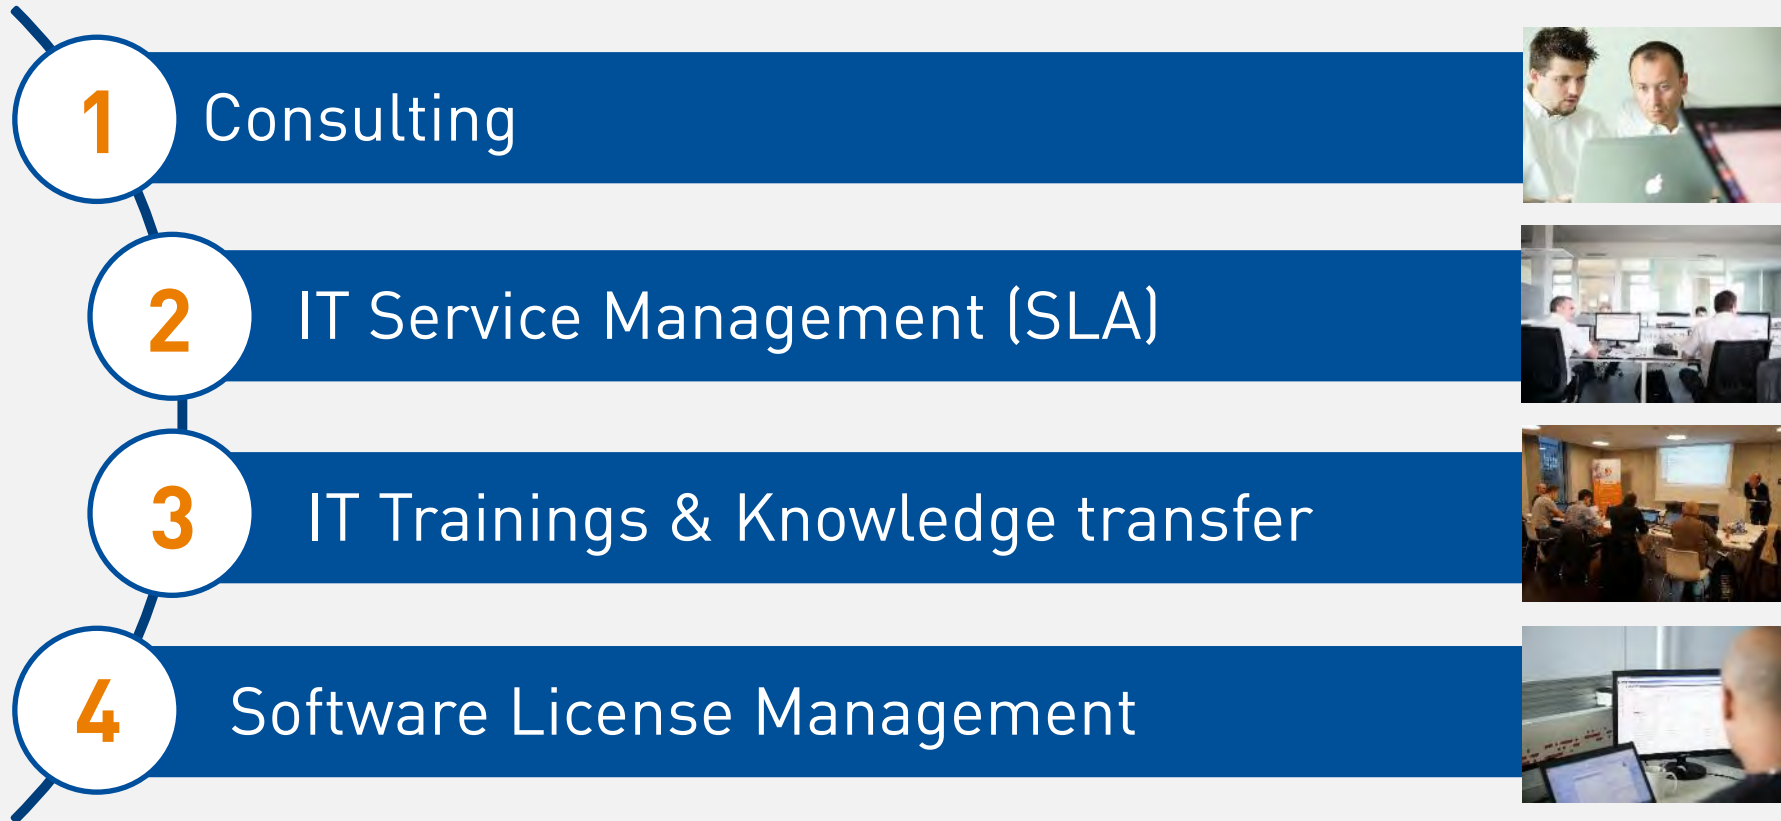 1
Consulting
2
IT Service Management (SLA)
3
IT Trainings & Knowledge transfer
4
Software License Management